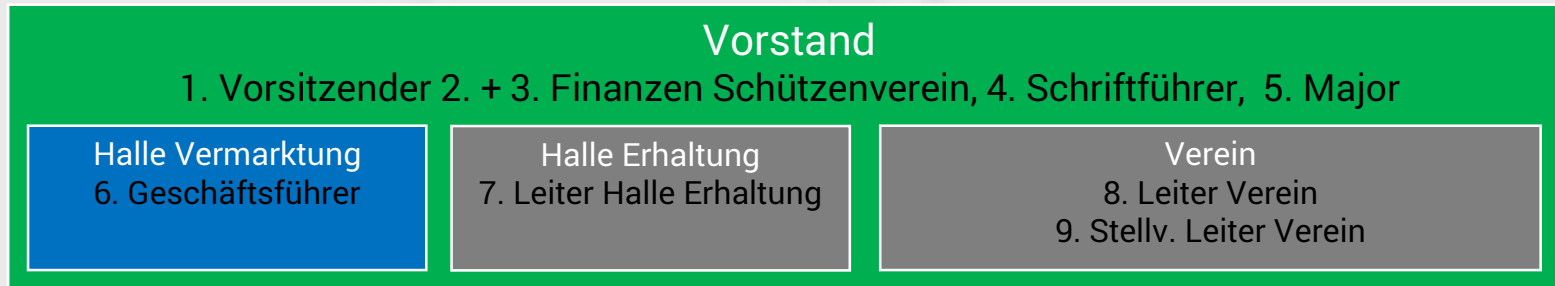 Vorstand
1. Vorsitzender 2. + 3. Finanzen Schützenverein, 4. Schriftführer, 5. Major
Halle Vermarktung
6. Geschäftsführer
Halle Erhaltung
7. Leiter Halle Erhaltung
Verein
8. Leiter Verein
9. Stellv. Leiter Verein